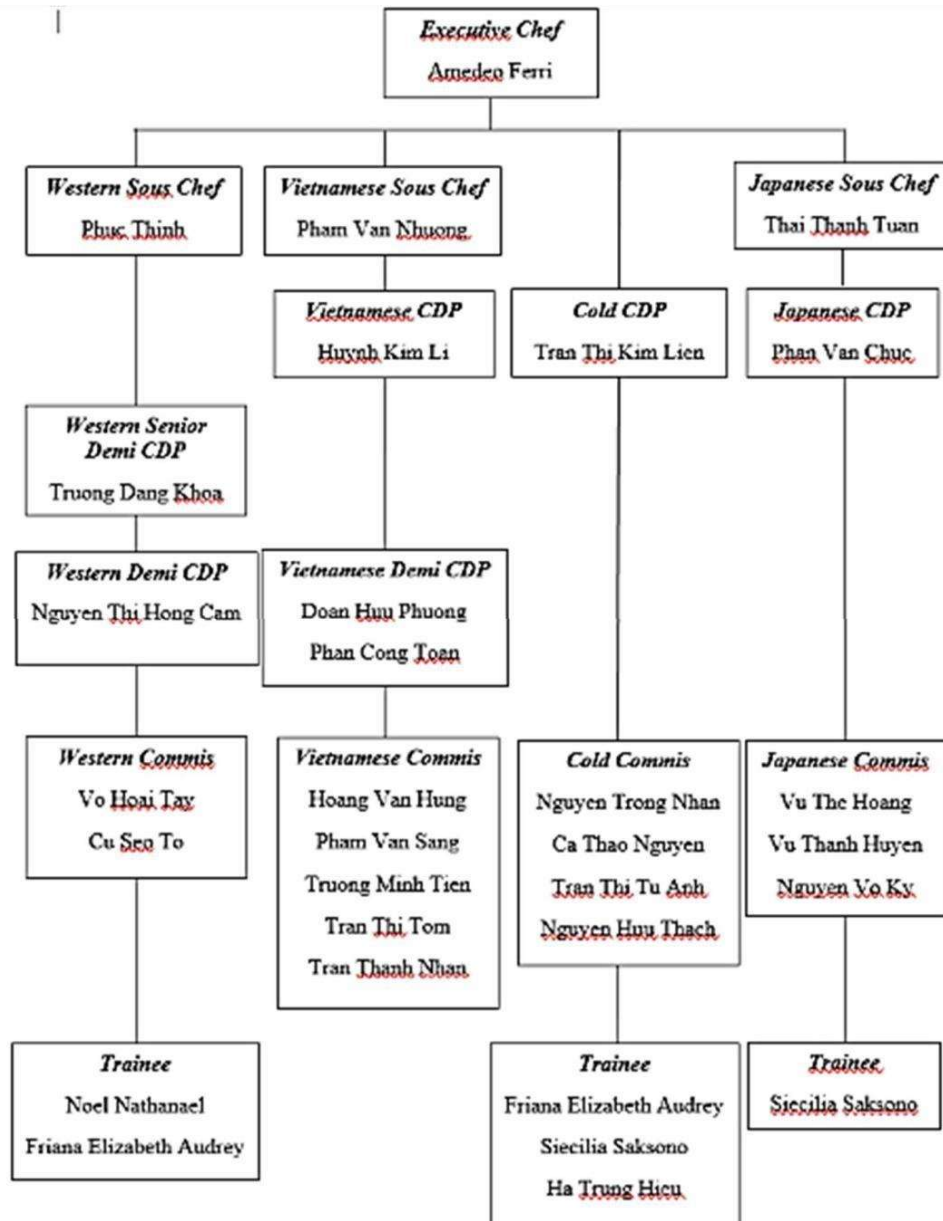 Executive Chef
Amedeo Ferri
Western Sous Chef
Phuc Thinh
Vietnamese Sous Chef
Pham Van Nhuong
Japanese Sous Chef
Thai Thanh Tuan
Vietnamese CDP
Huynh Kim Li
Cold CDP
Tran Thi Kim Lien
Japanese CDP
Phan Van Chuc
Western Senior
Demi CDP
Truong Dang Khoa
Western Demi CDP
Nguyen Thi Hong Cam
Vietnamese Demi CDP
Doan Huu Phuong
Phan Cong Toan
Western Commis
Vo Hoai Tay
Cu Seo To
Vietnamese Commis
Hoang Van Hung
Pham Van Sang
Truong Minh Tien
Tran Thi Tom
Tran Thanh Nhan
Cold Commis
Nguyen Trong Nhan
Ca Thao Nguyen
Tran Thi Tu Anh
Nguyen Huu Thach
Japanese Commis
Vu The Hoang
Vu Thanh Huyen
Nguyen Vo Ky
Trainee
Noel Nathanael
Friana Elizabeth Audrey
Trainee
Friana Elizabeth Audrey
Siecilia Saksono
Ha Trung Hieu
Trainee
Siecilia Saksono